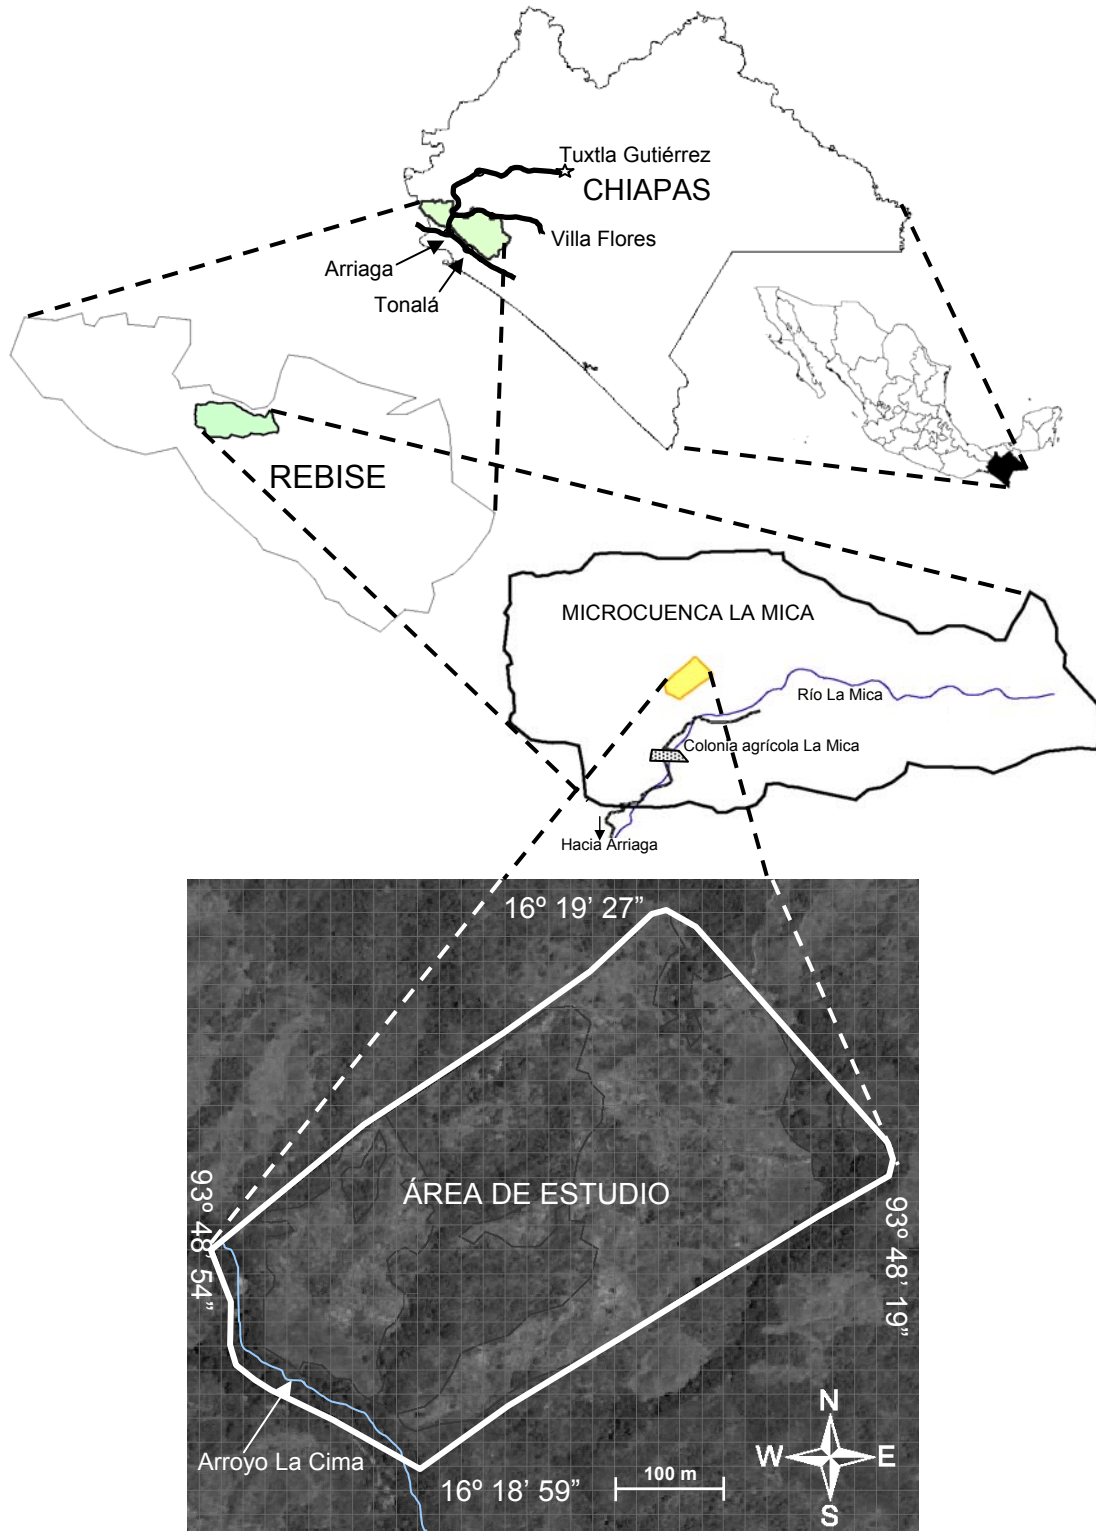 Tuxtla Gutiérrez
CHIAPAS
Villa Flores
Arriaga
Tonalá
REBISE
MICROCUENCA LA MICA
Río La Mica
Colonia agrícola La Mica
Hacia Arriaga
16º 19’ 27”
ÁREA DE ESTUDIO
93º 48’ 54”
93º 48’ 19”
Arroyo La Cima
16º 18’ 59”
100 m
N
W
E
S